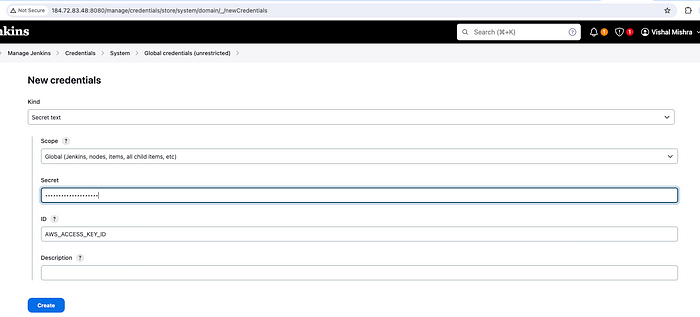 Not Secure 184.72.83.48:8080/manage/credentials/store/system/domain/_/newCredentials
nkins Search (⌘+K) ? 1 1 Vishal Mishra
Manage Jenkins > Credentials > System > Global credentials (unrestricted) >
New credentials
Kind
Secret text
Scope ?
Global (Jenkins, nodes, items, all child items, etc)
Secret
••••••••••••••••••••
ID ?
AWS_ACCESS_KEY_ID
Description ?
Create